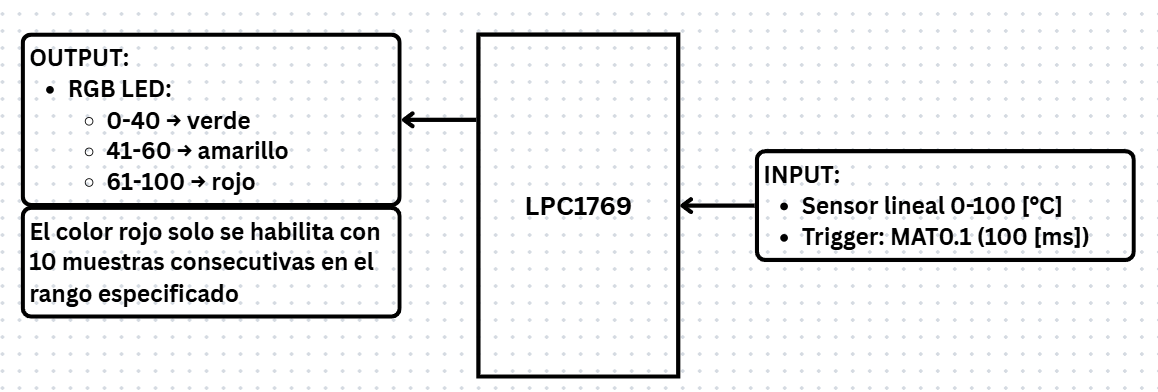 OUTPUT:
• RGB LED:
○ 0-40 → verde
○ 41-60 → amarillo
○ 61-100 → rojo
El color rojo solo se habilita con
10 muestras consecutivas en el
rango especificado
LPC1769
INPUT:
• Sensor lineal 0-100 [°C]
• Trigger: MAT0.1 (100 [ms])